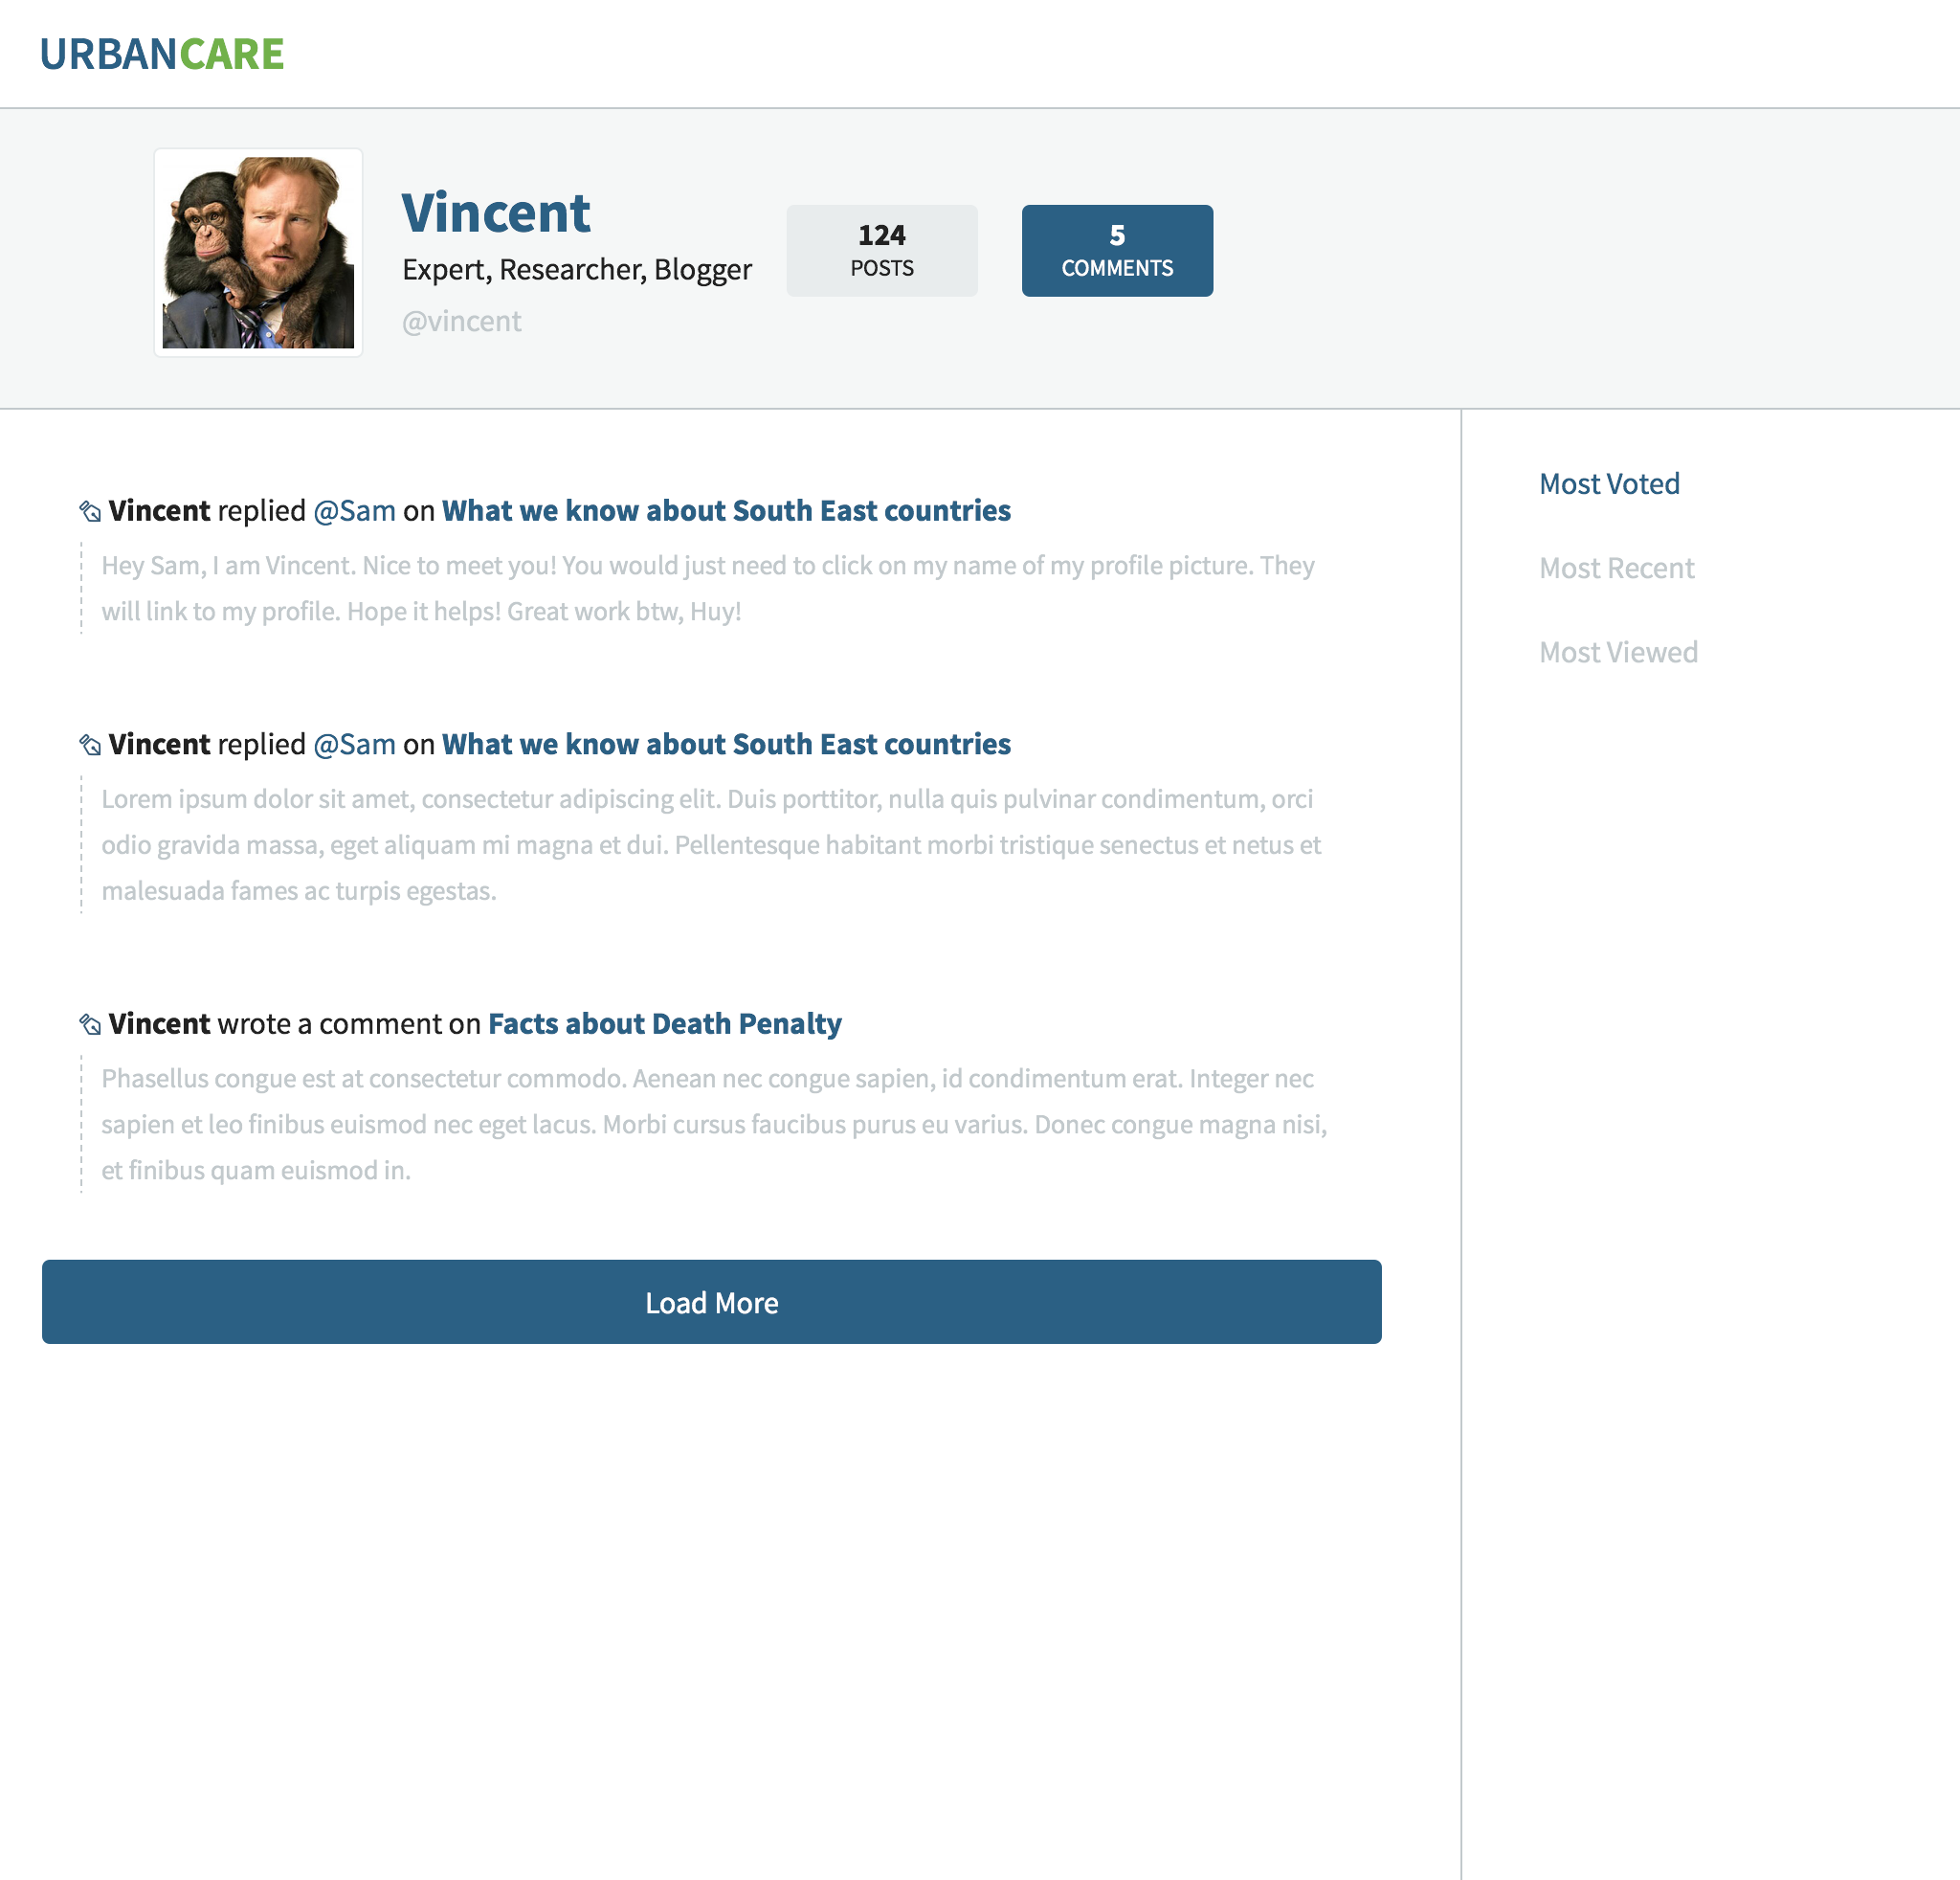 URBANCARE
Vincent
Expert, Researcher, Blogger
@vincent
124
POSTS
5
COMMENTS
Vincent replied @Sam on What we know about South East countries
Hey Sam, I am Vincent. Nice to meet you! You would just need to click on my name of my profile picture. They
will link to my profile. Hope it helps! Great work btw, Huy!
Vincent replied @Sam on What we know about South East countries
Lorem ipsum dolor sit amet, consectetur adipiscing elit. Duis porttitor, nulla quis pulvinar condimentum, orci
odio gravida massa, eget aliquam mi magna et dui. Pellentesque habitant morbi tristique senectus et netus et
malesuada fames ac turpis egestas.
Vincent wrote a comment on Facts about Death Penalty
Phasellus congue est at consectetur commodo. Aenean nec congue sapien, id condimentum erat. Integer nec
sapien et leo finibus euismod nec eget lacus. Morbi cursus faucibus purus eu varius. Donec congue magna nisi,
et finibus quam euismod in.
Load More
Most Voted
Most Recent
Most Viewed